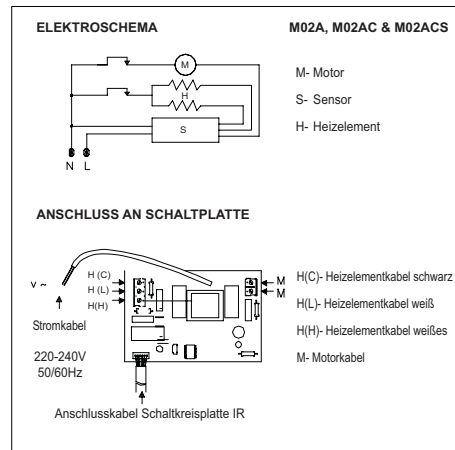 ELEKTROSCHEMA
M02A, M02AC & M02ACS
M
H
S
N L
M- Motor
S- Sensor
H- Heizelement
ANSCHLUSS AN SCHALTPLATTE
H (C)
H (L)
H(H)
V ~
M
M
Stromkabel
220-240V
50/60Hz
Anschlusskabel Schaltkreisplatte IR
H(C)- Heizelementkabel schwarz
H(L)- Heizelementkabel weiß
H(H)- Heizelementkabel weißes
M- Motorkabel